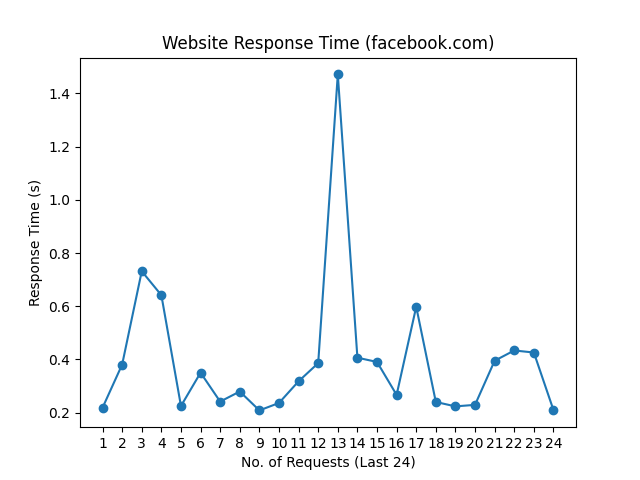 Website Response Time (facebook.com)
Response Time (s)
1.4
1.2
1.0
0.8
0.6
0.4
0.2
1 2 3 4 5 6 7 8 9 10 11 12 13 14 15 16 17 18 19 20 21 22 23 24
No. of Requests (Last 24)